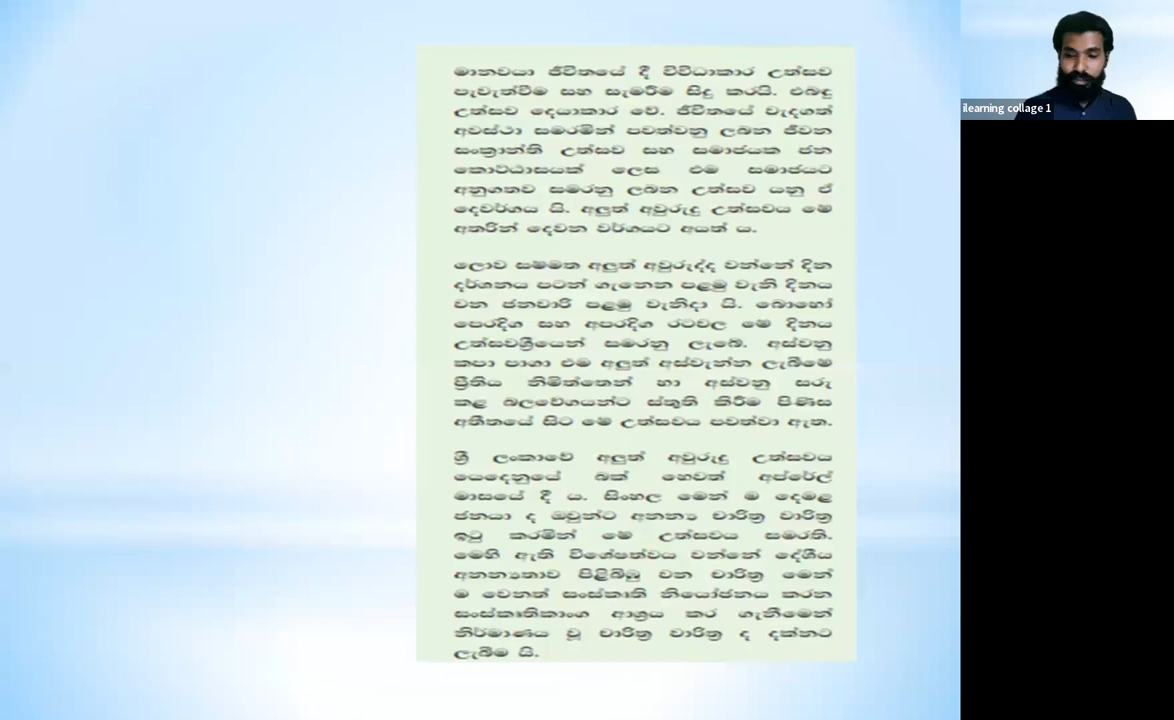 මානවයා ජීවිතයේ දී විවිධාකාර උත්සව
පැවැත්වීම සහ සැමරීම සිදු කරයි. එබඳු
උත්සව දෙයාකාර වේ. ජීවිතයේ වැදගත්
අවස්ථා සමරමින් පවත්වනු ලබන ජීවන
සංක්‍රාන්ති උත්සව සහ සමාජයක ජන
කොට්ඨාසයක් ලෙස එම සමාජයට
අනුගතව සමරනු ලබන උත්සව යනු ඒ
දෙවර්ගය යි. අලුත් අවුරුදු උත්සවය මේ
අතරින් දෙවන වර්ගයට අයත් ය.
ලොව සම්මත අලුත් අවුරුද්ද වන්නේ දින
දර්ශනය පටන් ගැනෙන පළමු වැනි දිනය
වන ජනවාරි පළමු වැනිදා යි. බොහෝ
පෙරදිග සහ අපරදිග රටවල මේ දිනය
උත්සවශ්‍රීයෙන් සමරනු ලැබේ. අස්වනු
කපා පාගා එම අලුත් අස්වැන්න ලැබීමේ
ප්‍රීතිය නිමිත්තෙන් හා අස්වනු සරු
කළ බලවේගයන්ට ස්තුති කිරීම පිණිස
අතීතයේ සිට මේ උත්සවය පවත්වා ඇත.
ශ්‍රී ලංකාවේ අලුත් අවුරුදු උත්සවය
යෙදෙනුයේ බක් හෙවත් අප්රේල්
මාසයේ දී ය. සිංහල මෙන් ම දෙමළ
ජනයා ද ඔවුන්ට අනන්‍ය චාරිත්‍ර වාරිත්‍ර
ඉටු කරමින් මේ උත්සවය සමරති.
මෙහි ඇති විශේෂත්වය වන්නේ දේශීය
අනන්‍යතාව පිළිබිඹු වන චාරිත්‍ර මෙන්
ම වෙනත් සංස්කෘති නියෝජනය කරන
සංස්කෘතිකාංග ආශ්‍රය කර ගැනීමෙන්
නිර්මාණය වූ චාරිත්‍ර වාරිත්‍ර ද දක්නට
ලැබීම යි.
ilearning collage 1